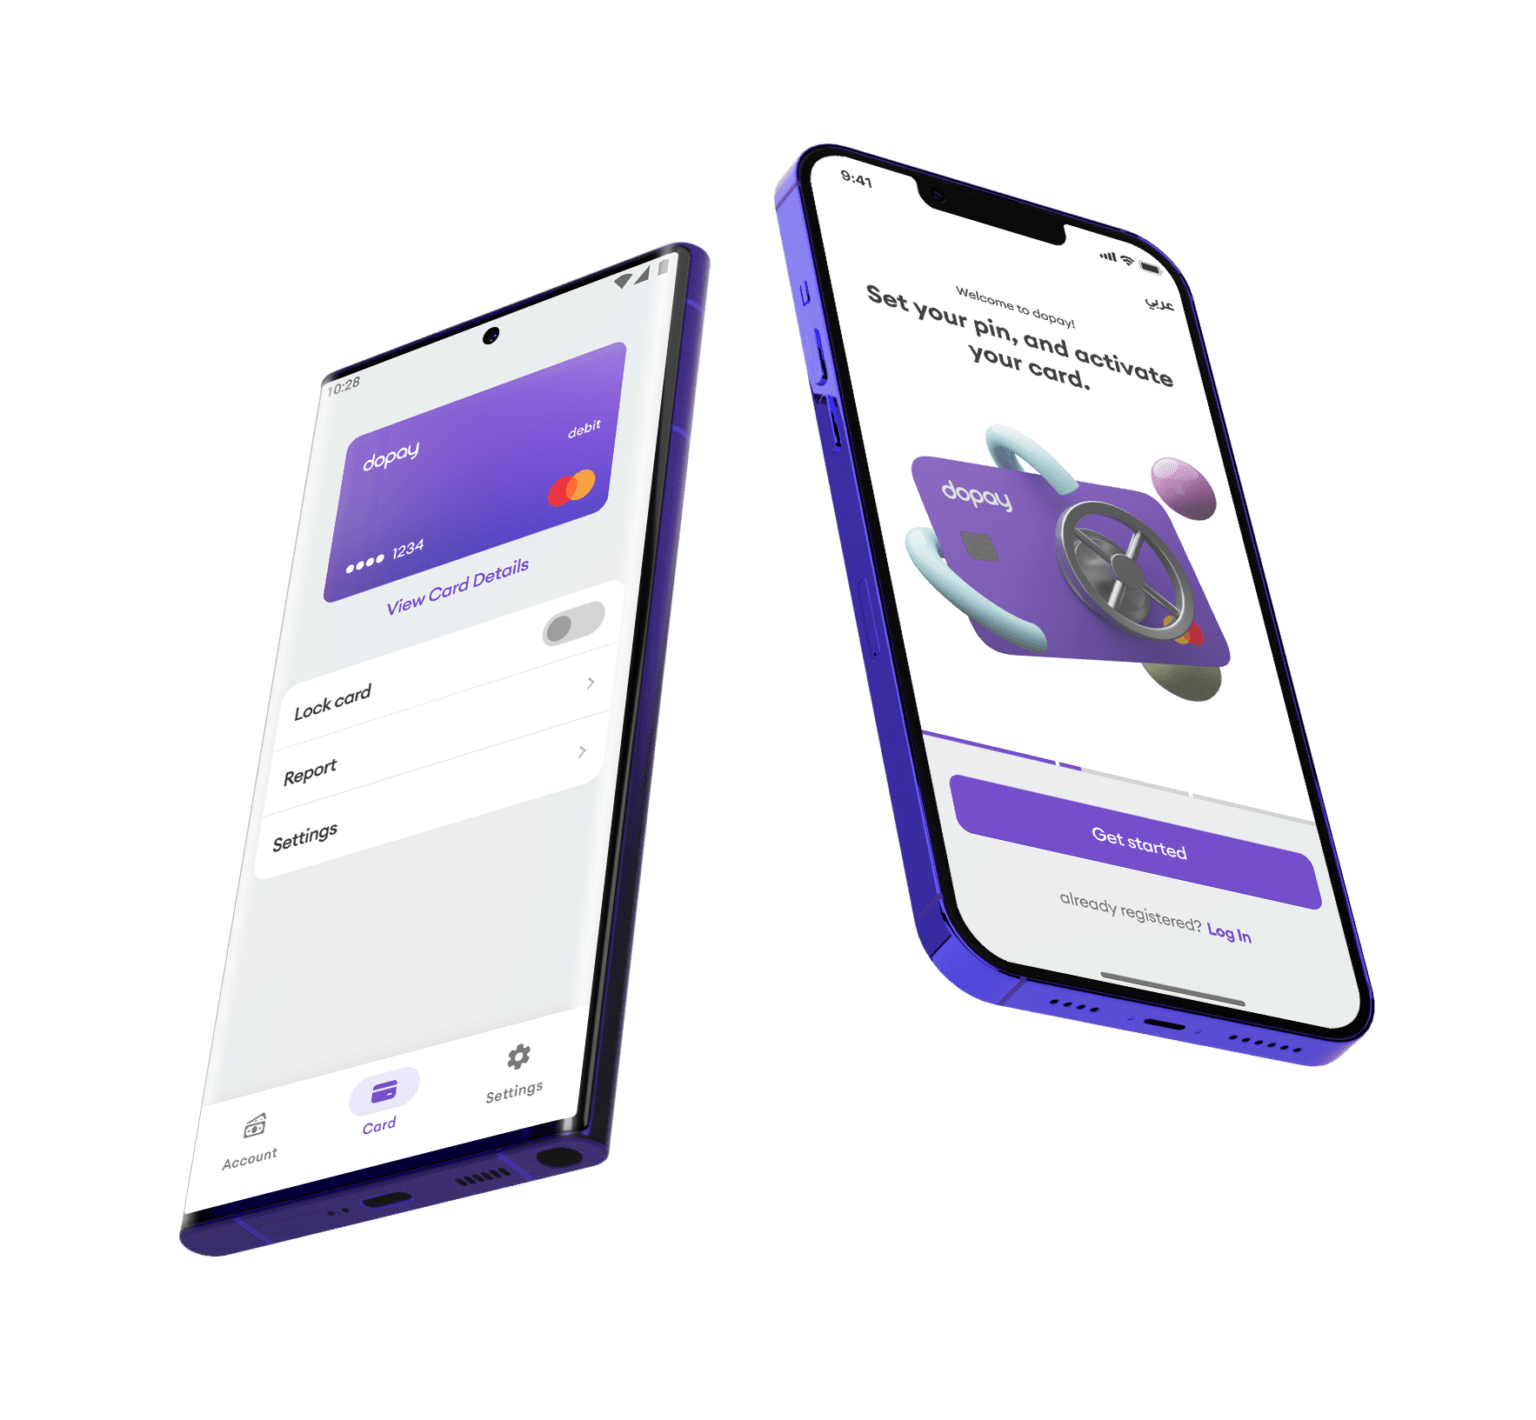 10:28
dopay
debit
•••• 1234
View Card Details
Lock card
Report
Settings
Account
Card
Settings
9:41
عربي
Welcome to dopay!
Set your pin, and activate
your card.
dopay
Get started
already registered? Log In